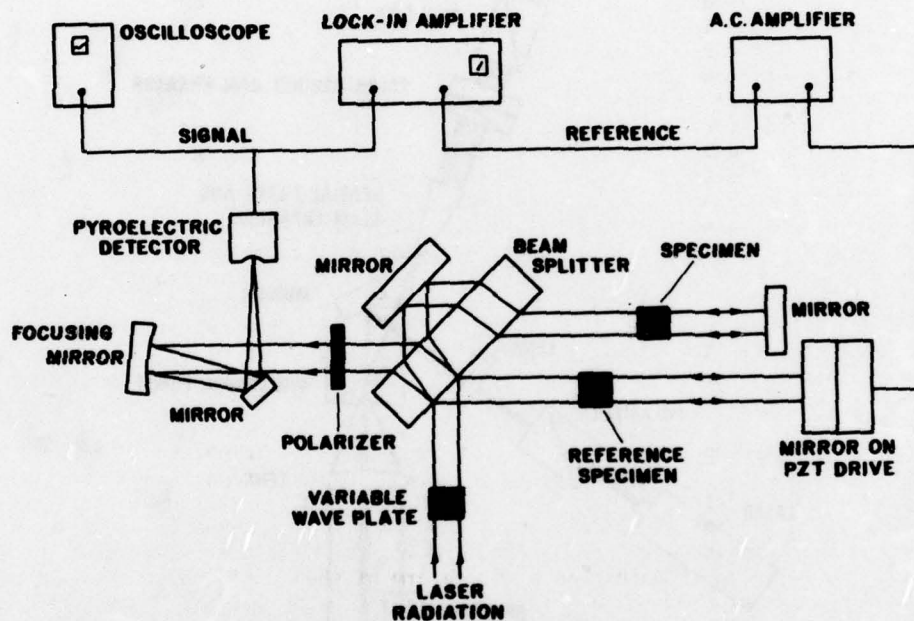 OSCILLOSCOPE
LOCK-IN AMPLIFIER
A.C. AMPLIFIER
SIGNAL
REFERENCE
PYROELECTRIC
DETECTOR
MIRROR
BEAM
SPLITTER
SPECIMEN
MIRROR
FOCUSING
MIRROR
MIRROR
POLARIZER
REFERENCE
SPECIMEN
MIRROR ON
PZT DRIVE
VARIABLE
WAVE PLATE
LASER
RADIATION